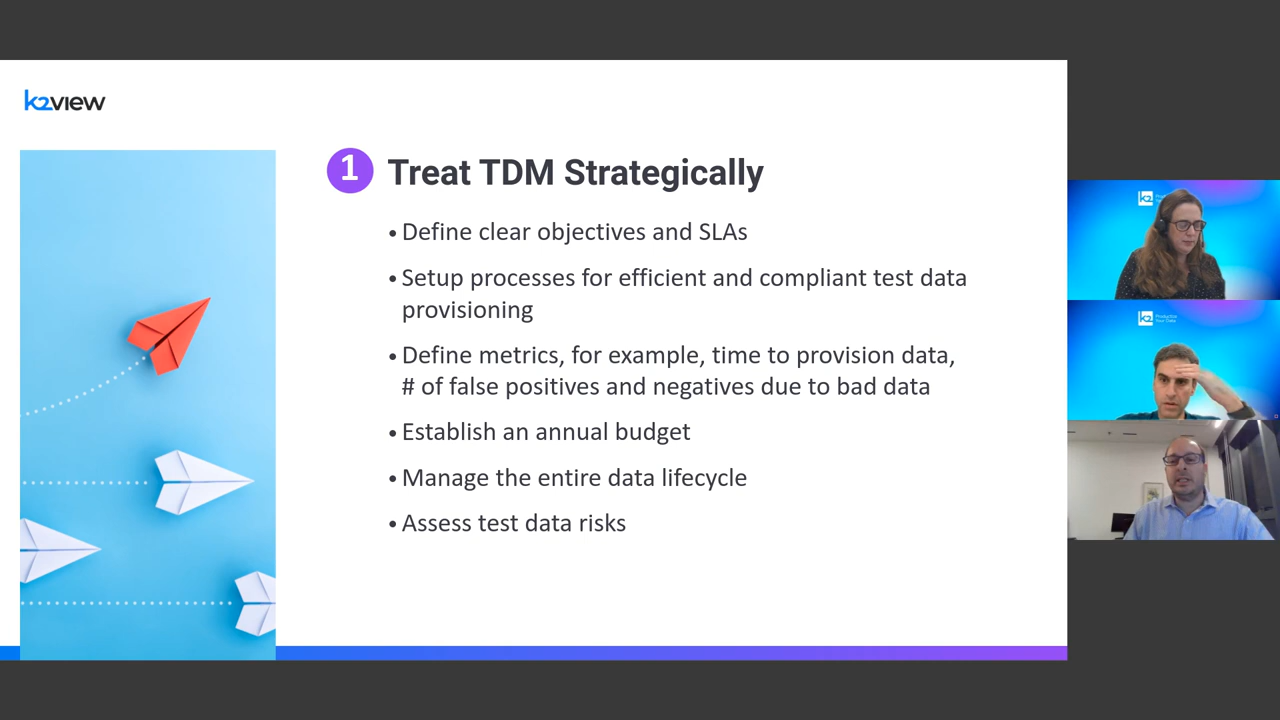 k2view
1 Treat TDM Strategically
• Define clear objectives and SLAs
• Setup processes for efficient and compliant test data
provisioning
• Define metrics, for example, time to provision data,
# of false positives and negatives due to bad data
• Establish an annual budget
• Manage the entire data lifecycle
• Assess test data risks
k2
k2